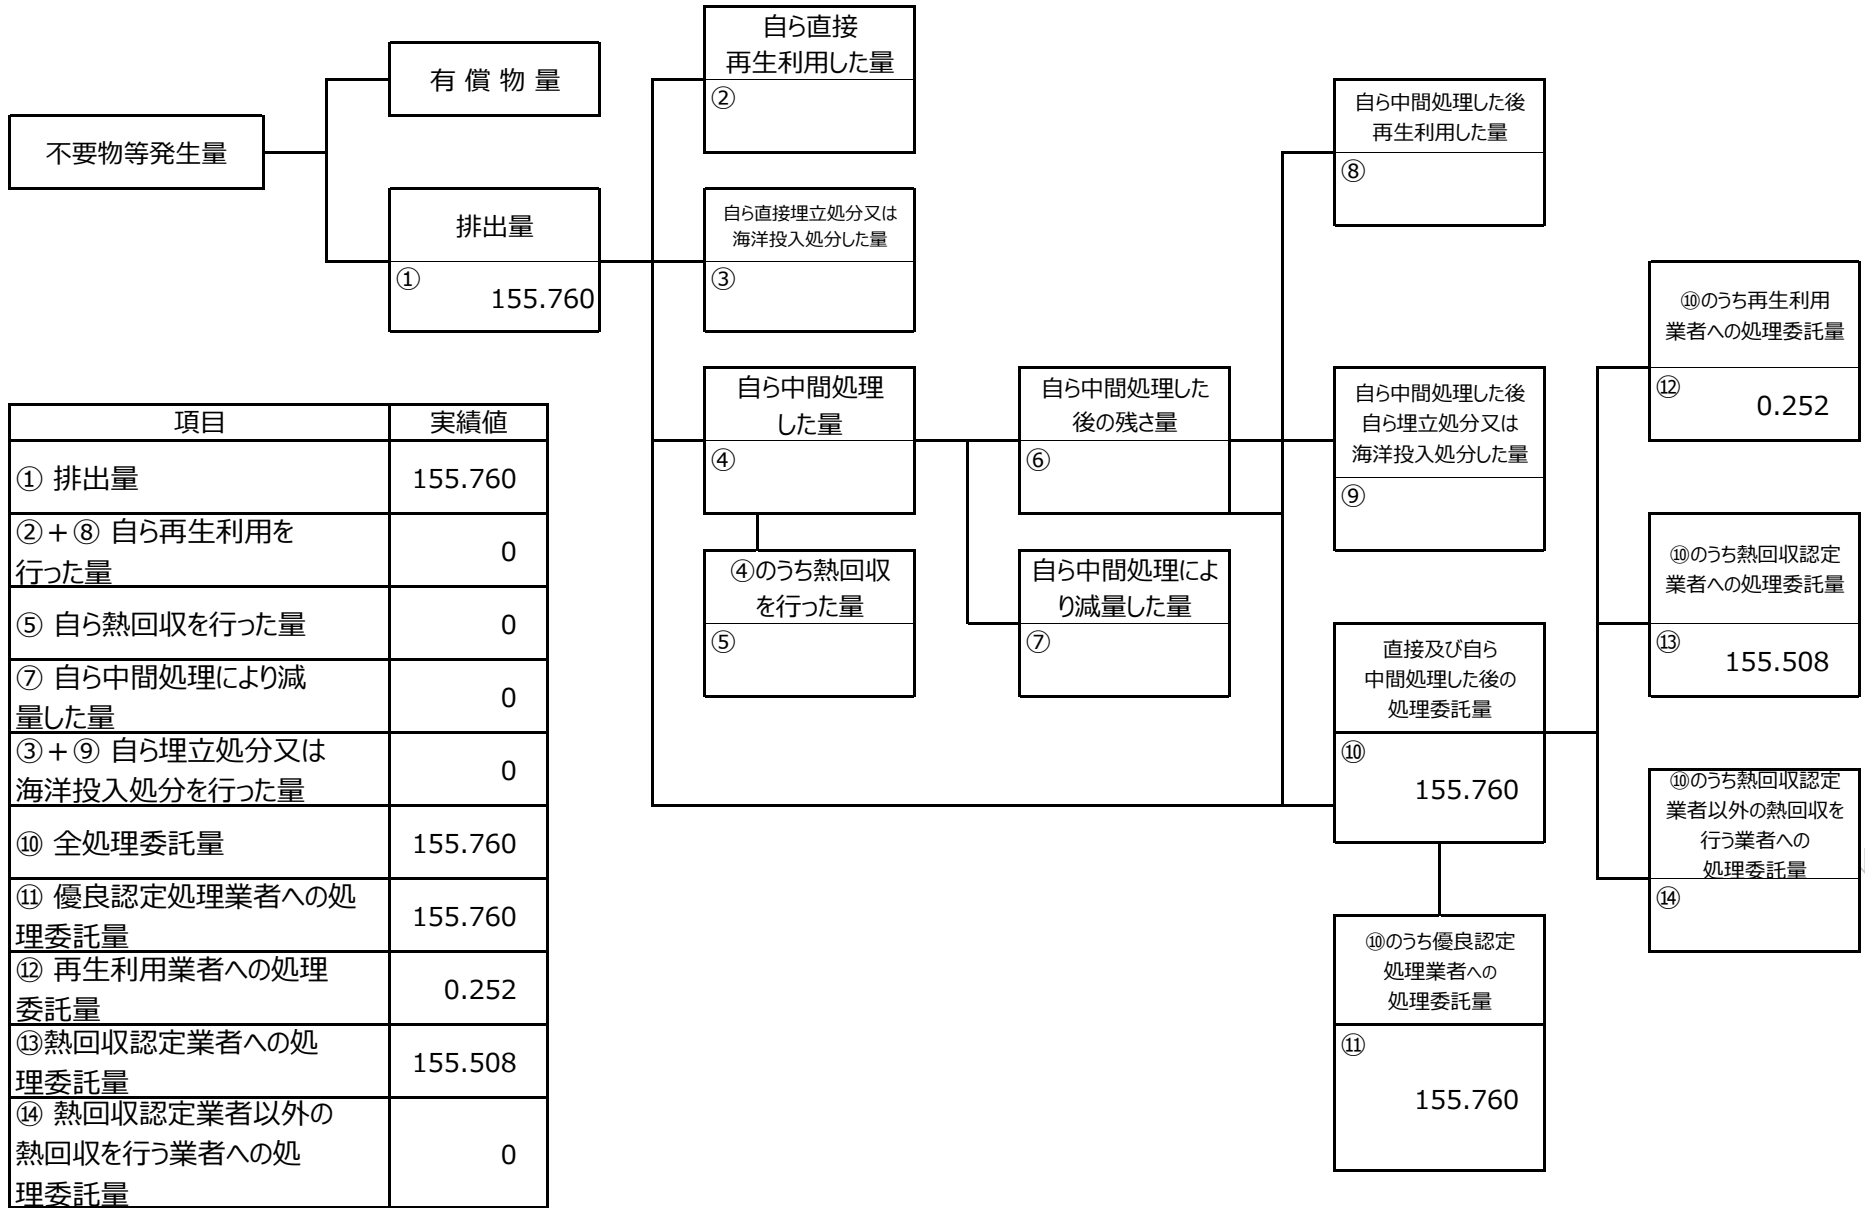 自ら直接
再生利用した量
②
有 償 物 量
不要物等発生量
自ら中間処理した後
再生利用した量
⑧
排出量
①
155.760
自ら直接埋立処分又は
海洋投入処分した量
③
⑩のうち再生利用
業者への処理委託量
⑫
0.252
自ら中間処理
した量
④
自ら中間処理した
後の残さ量
⑥
自ら中間処理した後
自ら埋立処分又は
海洋投入処分した量
⑨
④のうち熱回収
を行った量
⑤
自ら中間処理によ
り減量した量
⑦
⑩のうち熱回収認定
業者への処理委託量
⑬
155.508
直接及び自ら
中間処理した後の
処理委託量
⑩
155.760
⑩のうち熱回収認定
業者以外の熱回収を
行う業者への
処理委託量
⑭
⑩のうち優良認定
処理業者への
処理委託量
⑪
155.760
項目 実績値
① 排出量 155.760
②+⑧ 自ら再生利用を
行った量 0
⑤ 自ら熱回収を行った量 0
⑦ 自ら中間処理により減
量した量 0
③+⑨ 自ら埋立処分又は
海洋投入処分を行った量 0
⑩ 全処理委託量 155.760
⑪ 優良認定処理業者への処
理委託量 155.760
⑫ 再生利用業者への処理
委託量 0.252
⑬熱回収認定業者への処
理委託量 155.508
⑭ 熱回収認定業者以外の
熱回収を行う業者への処
理委託量 0